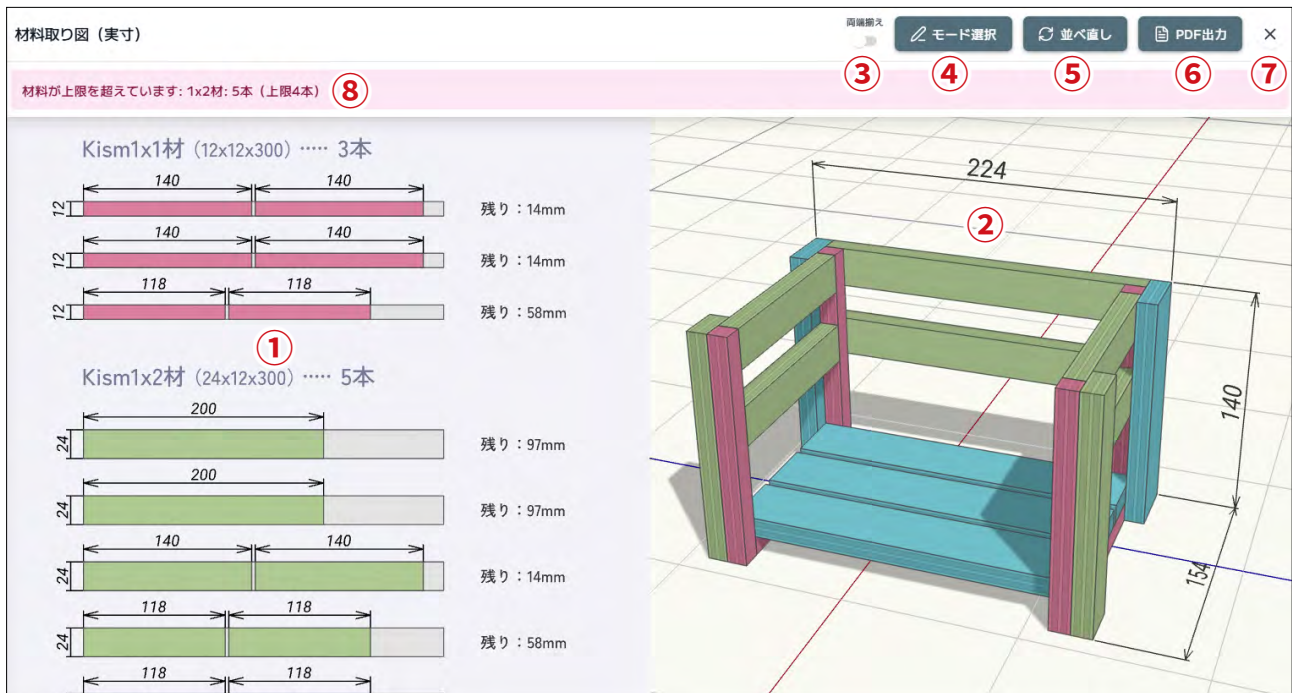 材料取り図（実寸）
両端揃え
モード選択
並べ直し
PDF出力
③
④
⑤
⑥
⑦
材料が上限を超えています: 1x2材: 5本（上限4本）
⑧
Kism1x1材（12x12x300）····· 3本
140 140
12
残り：14mm
140 140
12
残り：14mm
118 118
12
残り：58mm
①
Kism1x2材（24x12x300）····· 5本
200
24
残り：97mm
200
24
残り：97mm
140 140
24
残り：14mm
118 118
24
残り：58mm
118 118
224
②
140
154